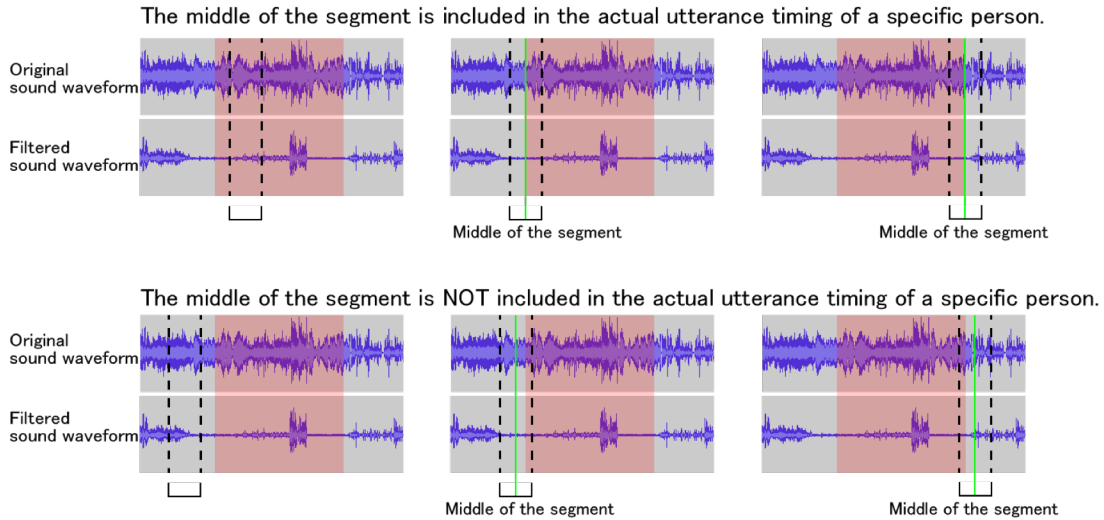 The middle of the segment is included in the actual utterance timing of a specific person.
Original
sound waveform
Filtered
sound waveform
Middle of the segment
Middle of the segment
The middle of the segment is NOT included in the actual utterance timing of a specific person.
Original
sound waveform
Filtered
sound waveform
Middle of the segment
Middle of the segment